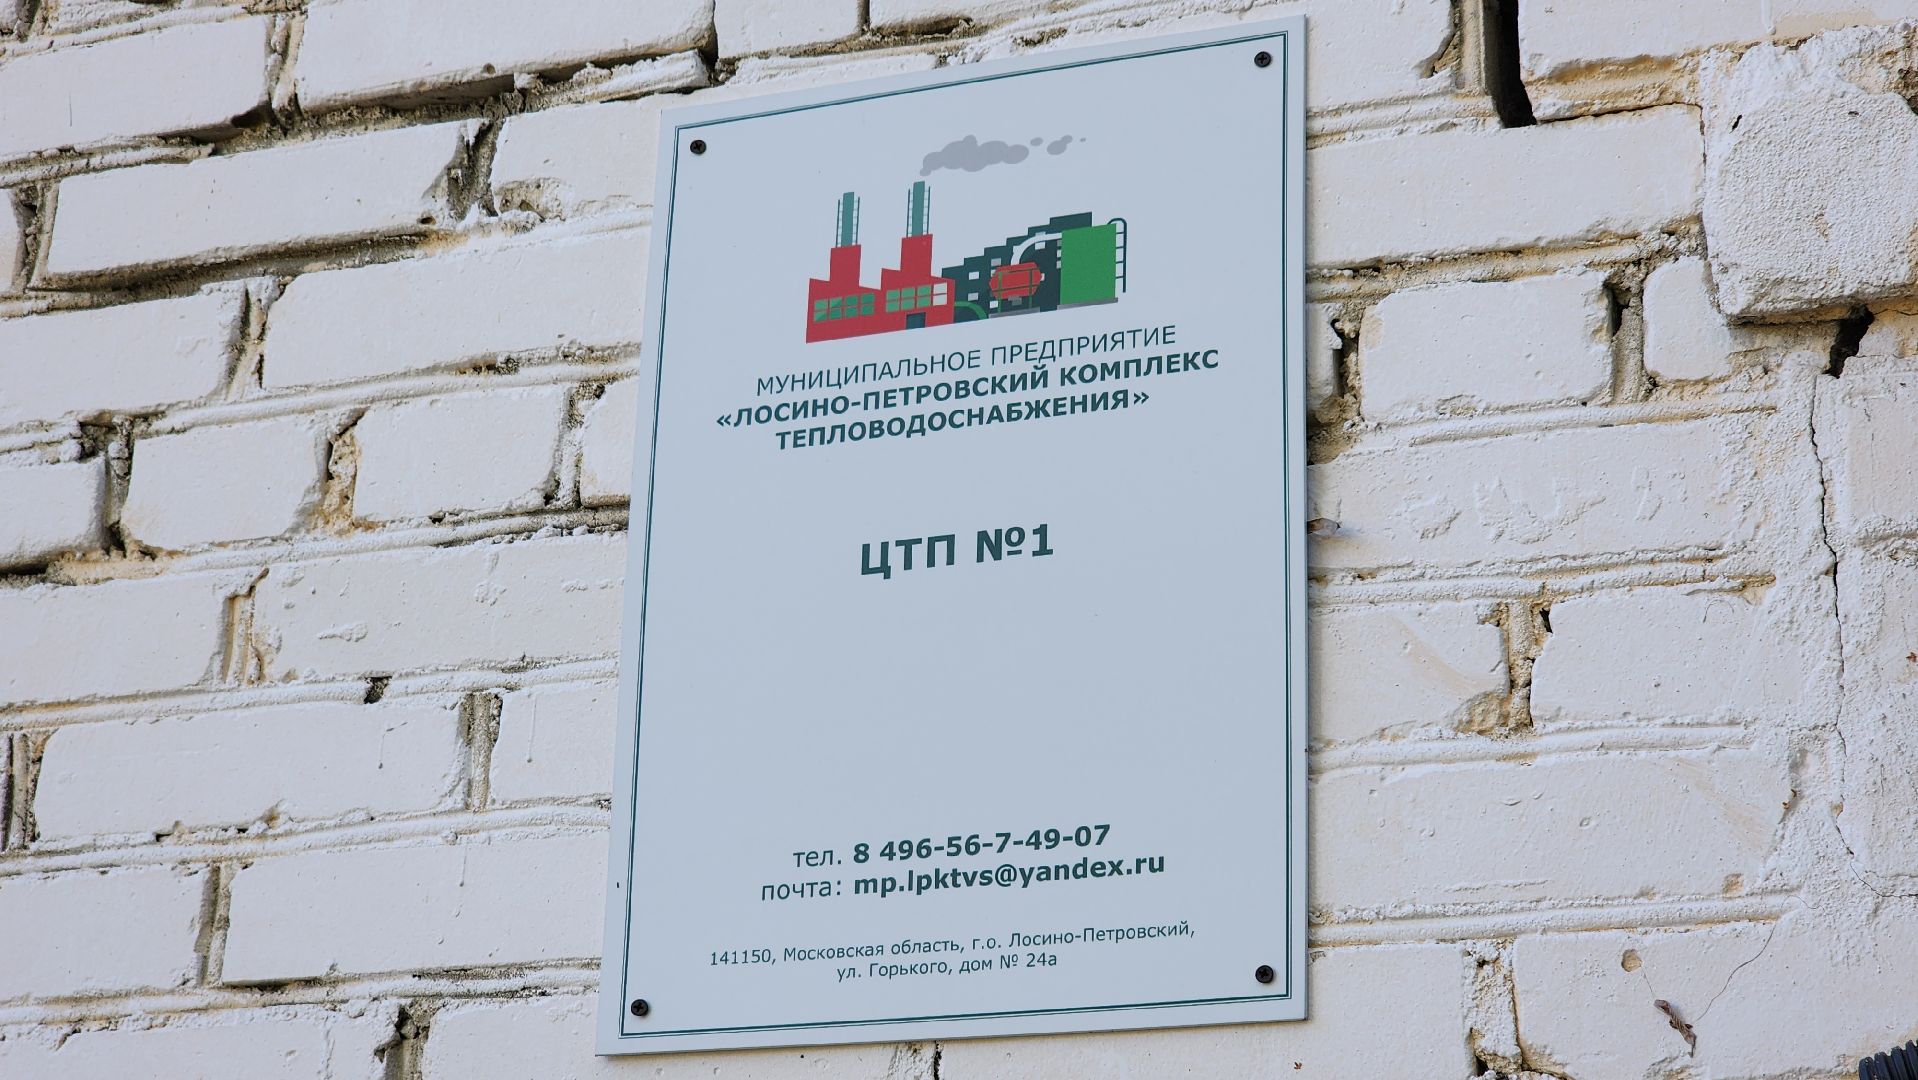 МУНИЦИПАЛЬНОЕ ПРЕДПРИЯТИЕ
«ЛОСИНО-ПЕТРОВСКИЙ КОМПЛЕКС
ТЕПЛОВОДОСНАБЖЕНИЯ»
ЦТП №1
тел. 8 496-56-7-49-07
почта: mp.lpktvs@yandex.ru
141150, Московская область, г.о. Лосино-Петровский,
ул. Горького, дом № 24а